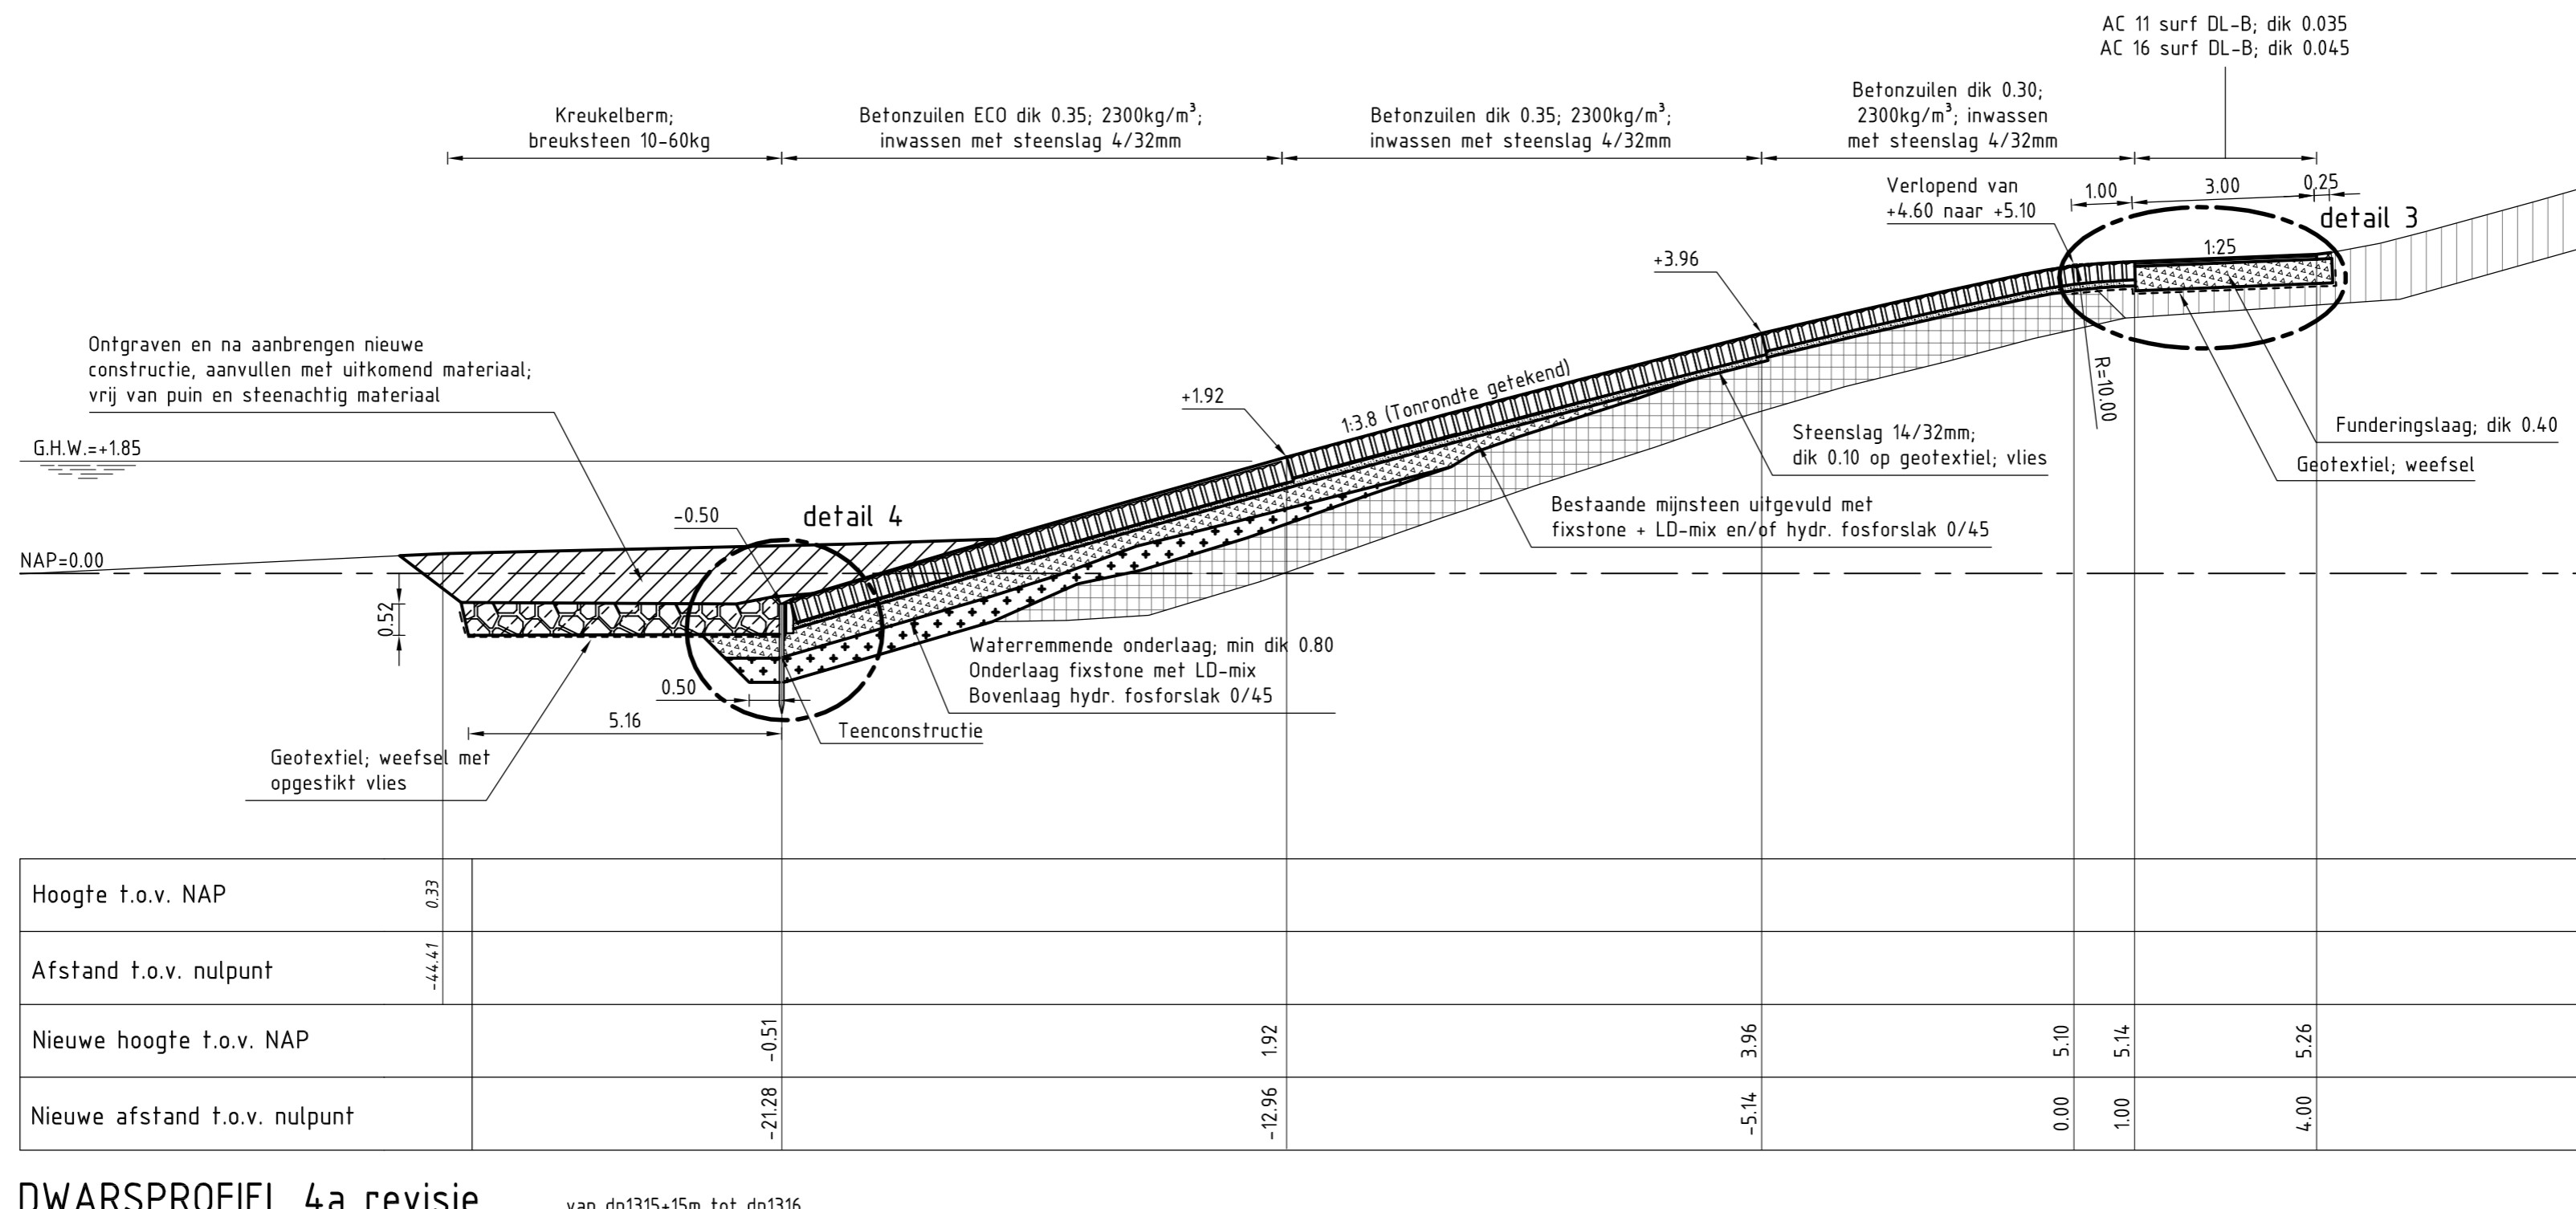 AC 11 surf DL-B; dik 0.035
AC 16 surf DL-B; dik 0.045
Kreukelberm;
breuksteen 10-60kg
Betonzuilen ECO dik 0.35; 2300kg/m³;
inwassen met steenslag 4/32mm
Betonzuilen dik 0.35; 2300kg/m³;
inwassen met steenslag 4/32mm
Betonzuilen dik 0.30;
2300kg/m³; inwassen
met steenslag 4/32mm
Verlopend van
+4.60 naar +5.10
1.00
3.00
0.25
detail 3
1:25
+3.96
Ontgraven en na aanbrengen nieuwe
constructie, aanvullen met uitkomend materiaal;
vrij van puin en steenachtig materiaal
+1.92
1:3.8 (Tonrondte getekend)
R=10.00
G.H.W.=+1.85
Funderingslaag; dik 0.40
Steenslag 14/32mm;
dik 0.10 op geotextiel; vlies
Geotextiel; weefsel
-0.50
detail 4
Bestaande mijnsteen uitgevuld met
fixstone + LD-mix en/of hydr. fosforslak 0/45
NAP=0.00
0.52
Waterremmende onderlaag; min dik 0.80
Onderlaag fixstone met LD-mix
Bovenlaag hydr. fosforslak 0/45
0.50
5.16
Teenconstructie
Geotextiel; weefsel met
opgestikt vlies
Hoogte t.o.v. NAP
0.33
Afstand t.o.v. nulpunt
-44.41
Nieuwe hoogte t.o.v. NAP
-0.51
1.92
3.96
5.10
5.14
5.26
Nieuwe afstand t.o.v. nulpunt
-21.28
-12.96
-5.14
0.00
1.00
4.00
DWARSPROFIEL 4a revisie
van dp1315+15m tot dp1316